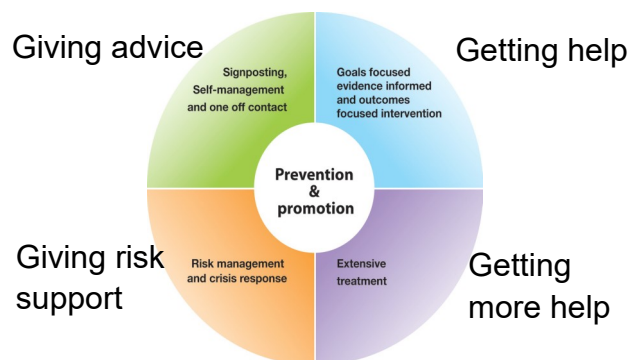 Giving advice
Getting help
Signposting,
Self-management
and one off contact
Goals focused
evidence informed
and outcomes
focused intervention
Prevention
&
promotion
Giving risk
support
Risk management
and crisis response
Extensive
treatment
Getting
more help